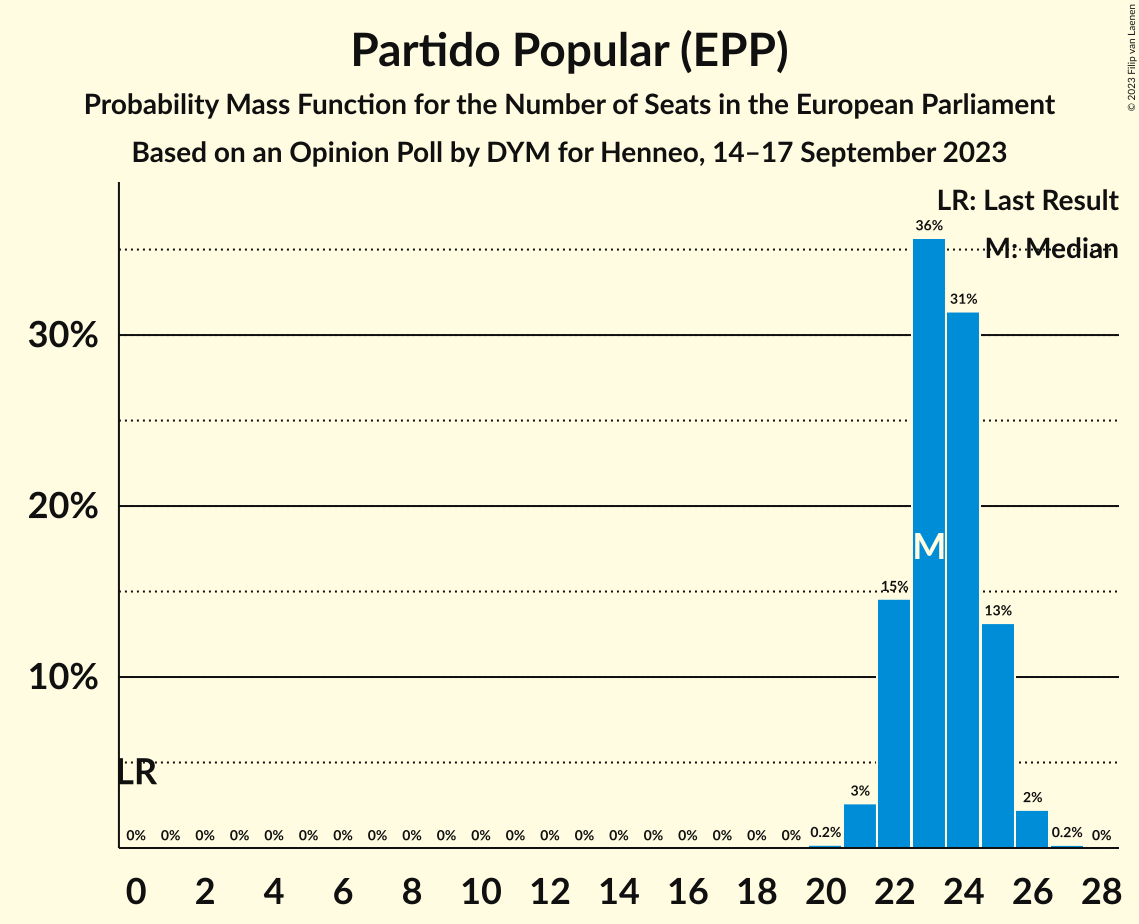 Partido Popular (EPP)
Probability Mass Function for the Number of Seats in the European Parliament
Based on an Opinion Poll by DYM for Henneo, 14–17 September 2023
© 2023 Filip van Laenen
LR: Last Result
M: Median
30%
20%
10%
LR
M
0% 0% 0% 0% 0% 0% 0% 0% 0% 0% 0% 0% 0% 0% 0% 0% 0% 0% 0% 0% 0.2% 3% 15% 36% 31% 13% 2% 0.2% 0%
0 2 4 6 8 10 12 14 16 18 20 22 24 26 28